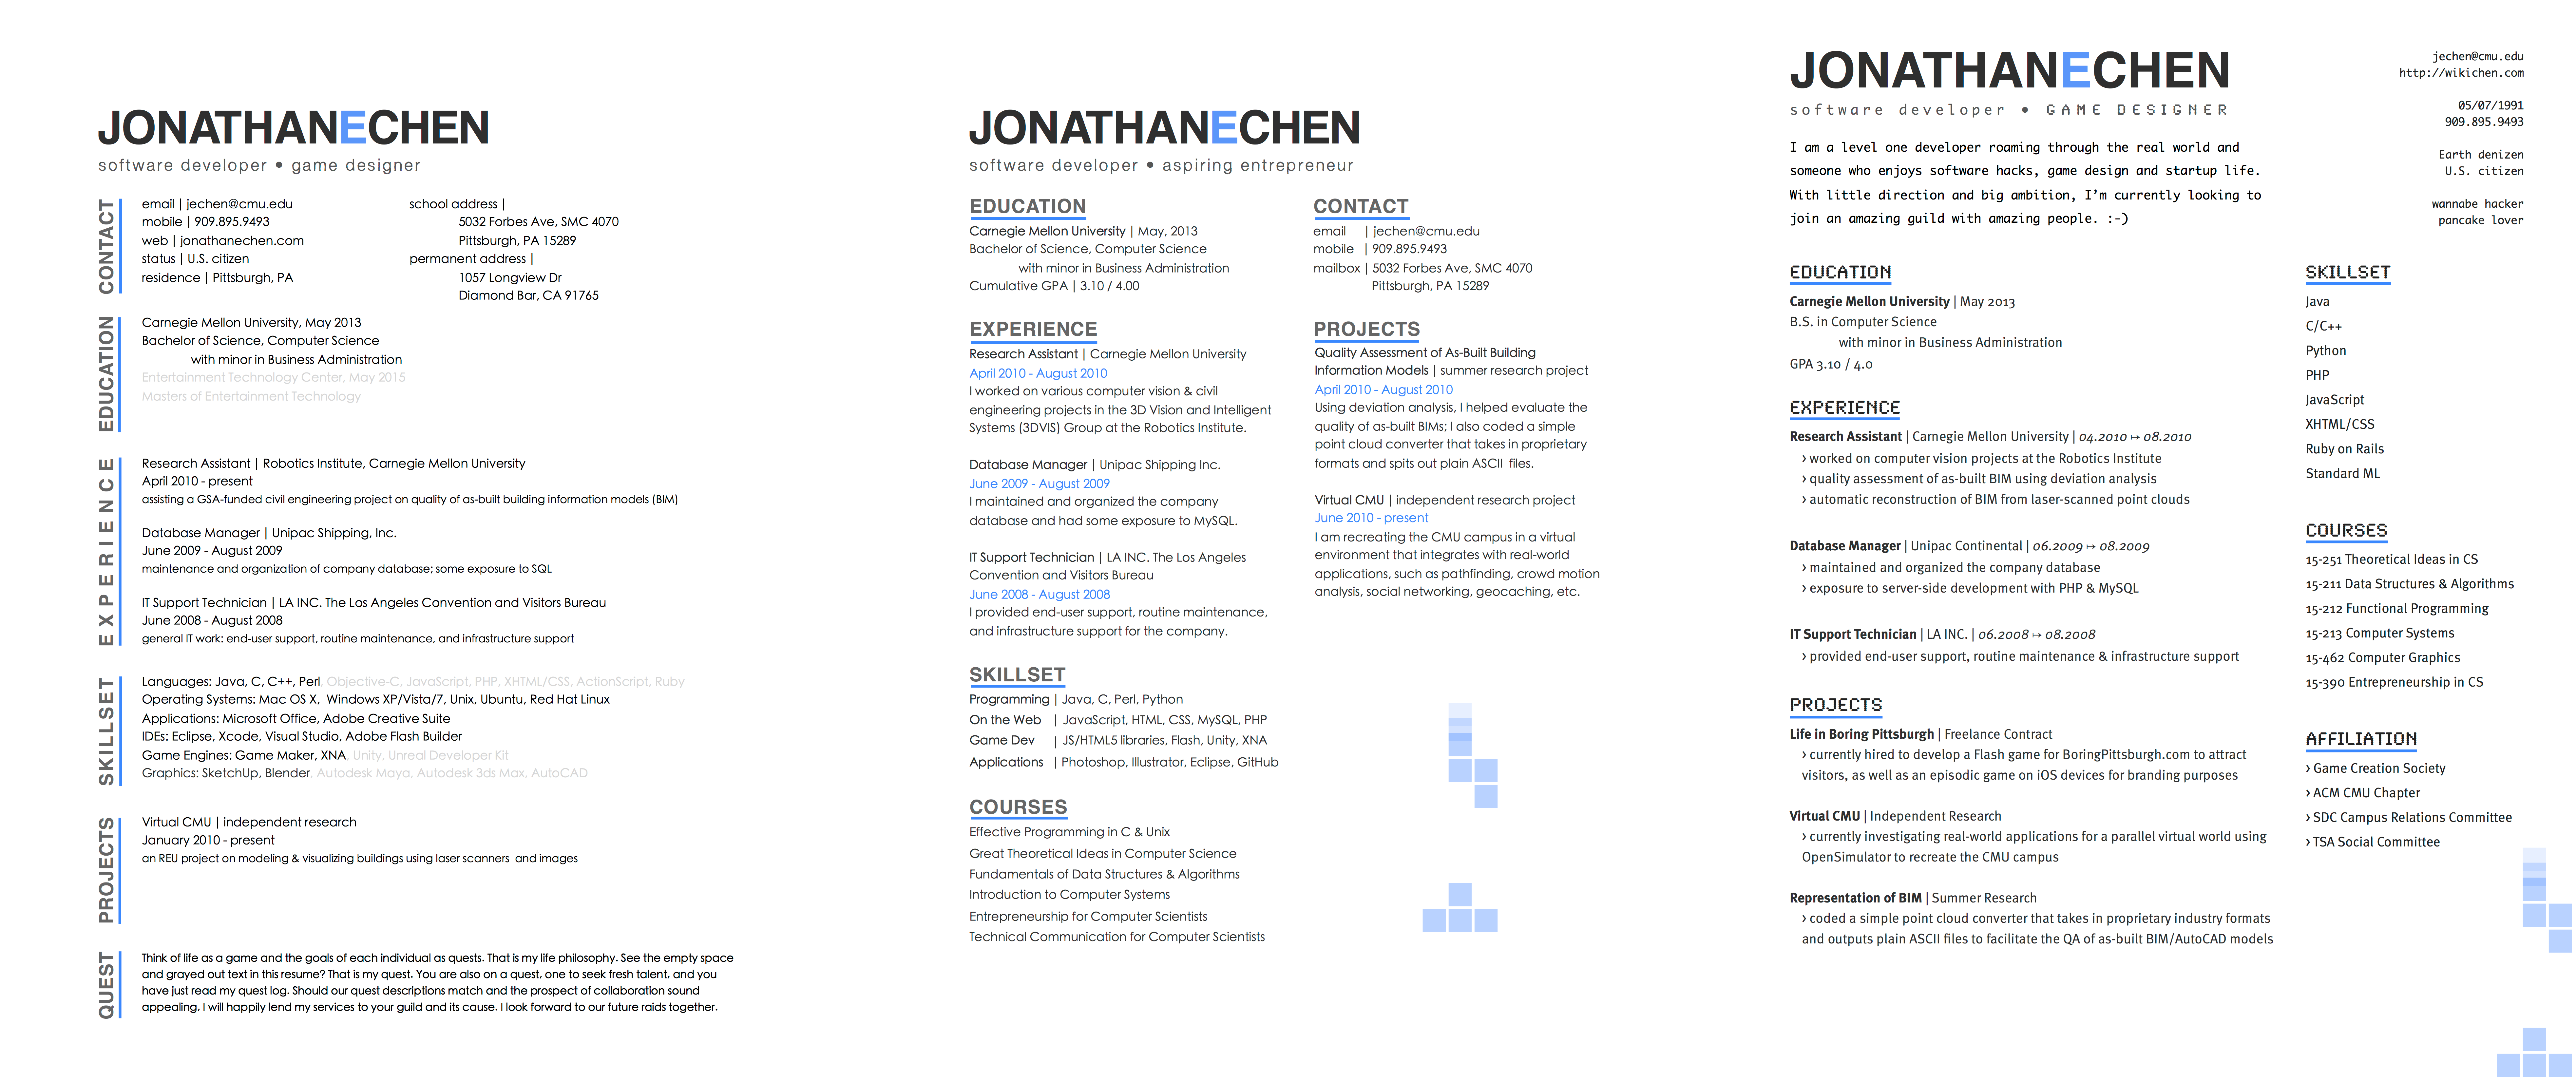 JONATHANECHEN
software developer • game designer
CONTACT
email | jechen@cmu.edu
mobile | 909.895.9493
web | jonathanechen.com
status | U.S. citizen
residence | Pittsburgh, PA
school address |
5032 Forbes Ave, SMC 4070
Pittsburgh, PA 15289
permanent address |
1057 Longview Dr
Diamond Bar, CA 91765
EDUCATION
Carnegie Mellon University, May 2013
Bachelor of Science, Computer Science
with minor in Business Administration
Entertainment Technology Center, May 2015
Masters of Entertainment Technology
EXPERIENCE
Research Assistant | Robotics Institute, Carnegie Mellon University
April 2010 - present
assisting a GSA-funded civil engineering project on quality of as-built building information models (BIM)
Database Manager | Unipac Shipping, Inc.
June 2009 - August 2009
maintenance and organization of company database; some exposure to SQL
IT Support Technician | LA INC. The Los Angeles Convention and Visitors Bureau
June 2008 - August 2008
general IT work: end-user support, routine maintenance, and infrastructure support
SKILLSET
Languages: Java, C, C++, Perl, Objective-C, JavaScript, PHP, XHTML/CSS, ActionScript, Ruby
Operating Systems: Mac OS X, Windows XP/Vista/7, Unix, Ubuntu, Red Hat Linux
Applications: Microsoft Office, Adobe Creative Suite
IDEs: Eclipse, Xcode, Visual Studio, Adobe Flash Builder
Game Engines: Game Maker, XNA, Unity, Unreal Developer Kit
Graphics: SketchUp, Blender, Autodesk Maya, Autodesk 3ds Max, AutoCAD
PROJECTS
Virtual CMU | independent research
January 2010 - present
an REU project on modeling & visualizing buildings using laser scanners and images
QUEST
Think of life as a game and the goals of each individual as quests. That is my life philosophy. See the empty space
and grayed out text in this resume? That is my quest. You are also on a quest, one to seek fresh talent, and you
have just read my quest log. Should our quest descriptions match and the prospect of collaboration sound
appealing, I will happily lend my services to your guild and its cause. I look forward to our future raids together.
JONATHANECHEN
software developer • aspiring entrepreneur
EDUCATION
Carnegie Mellon University | May, 2013
Bachelor of Science, Computer Science
with minor in Business Administration
Cumulative GPA | 3.10 / 4.00
CONTACT
email | jechen@cmu.edu
mobile | 909.895.9493
mailbox | 5032 Forbes Ave, SMC 4070
Pittsburgh, PA 15289
EXPERIENCE
Research Assistant | Carnegie Mellon University
April 2010 - August 2010
I worked on various computer vision & civil
engineering projects in the 3D Vision and Intelligent
Systems (3DVIS) Group at the Robotics Institute.
Database Manager | Unipac Shipping Inc.
June 2009 - August 2009
I maintained and organized the company
database and had some exposure to MySQL.
IT Support Technician | LA INC. The Los Angeles
Convention and Visitors Bureau
June 2008 - August 2008
I provided end-user support, routine maintenance,
and infrastructure support for the company.
PROJECTS
Quality Assessment of As-Built Building
Information Models | summer research project
April 2010 - August 2010
Using deviation analysis, I helped evaluate the
quality of as-built BIMs; I also coded a simple
point cloud converter that takes in proprietary
formats and spits out plain ASCII files.
Virtual CMU | independent research project
June 2010 - present
I am recreating the CMU campus in a virtual
environment that integrates with real-world
applications, such as pathfinding, crowd motion
analysis, social networking, geocaching, etc.
SKILLSET
Programming | Java, C, Perl, Python
On the Web | JavaScript, HTML, CSS, MySQL, PHP
Game Dev | JS/HTML5 libraries, Flash, Unity, XNA
Applications | Photoshop, Illustrator, Eclipse, GitHub
COURSES
Effective Programming in C & Unix
Great Theoretical Ideas in Computer Science
Fundamentals of Data Structures & Algorithms
Introduction to Computer Systems
Entrepreneurship for Computer Scientists
Technical Communication for Computer Scientists
JONATHANECHEN
software developer • GAME DESIGNER
I am a level one developer roaming through the real world and
someone who enjoys software hacks, game design and startup life.
With little direction and big ambition, I'm currently looking to
join an amazing guild with amazing people. :-)
jechen@cmu.edu
http://wikichen.com
05/07/1991
909.895.9493
Earth denizen
U.S. citizen
wannabe hacker
pancake lover
EDUCATION
Carnegie Mellon University | May 2013
B.S. in Computer Science
with minor in Business Administration
GPA 3.10 / 4.0
EXPERIENCE
Research Assistant | Carnegie Mellon University | 04.2010 ↦ 08.2010
› worked on computer vision projects at the Robotics Institute
› quality assessment of as-built BIM using deviation analysis
› automatic reconstruction of BIM from laser-scanned point clouds
Database Manager | Unipac Continental | 06.2009 ↦ 08.2009
› maintained and organized the company database
› exposure to server-side development with PHP & MySQL
IT Support Technician | LA INC. | 06.2008 ↦ 08.2008
› provided end-user support, routine maintenance & infrastructure support
PROJECTS
Life in Boring Pittsburgh | Freelance Contract
› currently hired to develop a Flash game for BoringPittsburgh.com to attract
visitors, as well as an episodic game on iOS devices for branding purposes
Virtual CMU | Independent Research
› currently investigating real-world applications for a parallel virtual world using
OpenSimulator to recreate the CMU campus
Representation of BIM | Summer Research
› coded a simple point cloud converter that takes in proprietary industry formats
and outputs plain ASCII files to facilitate the QA of as-built BIM/AutoCAD models
SKILLSET
Java
C/C++
Python
PHP
JavaScript
XHTML/CSS
Ruby on Rails
Standard ML
COURSES
15-251 Theoretical Ideas in CS
15-211 Data Structures & Algorithms
15-212 Functional Programming
15-213 Computer Systems
15-462 Computer Graphics
15-390 Entrepreneurship in CS
AFFILIATION
› Game Creation Society
› ACM CMU Chapter
› SDC Campus Relations Committee
› TSA Social Committee